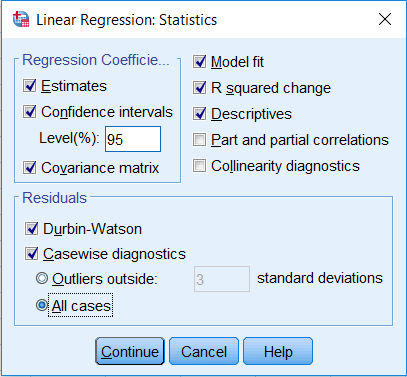 Linear Regression: Statistics
Regression Coefficie...
Estimates
Confidence intervals
Level(%): 95
Covariance matrix
Model fit
R squared change
Descriptives
Part and partial correlations
Collinearity diagnostics
Residuals
Durbin-Watson
Casewise diagnostics
Outliers outside: 3 standard deviations
All cases
Continue Cancel Help